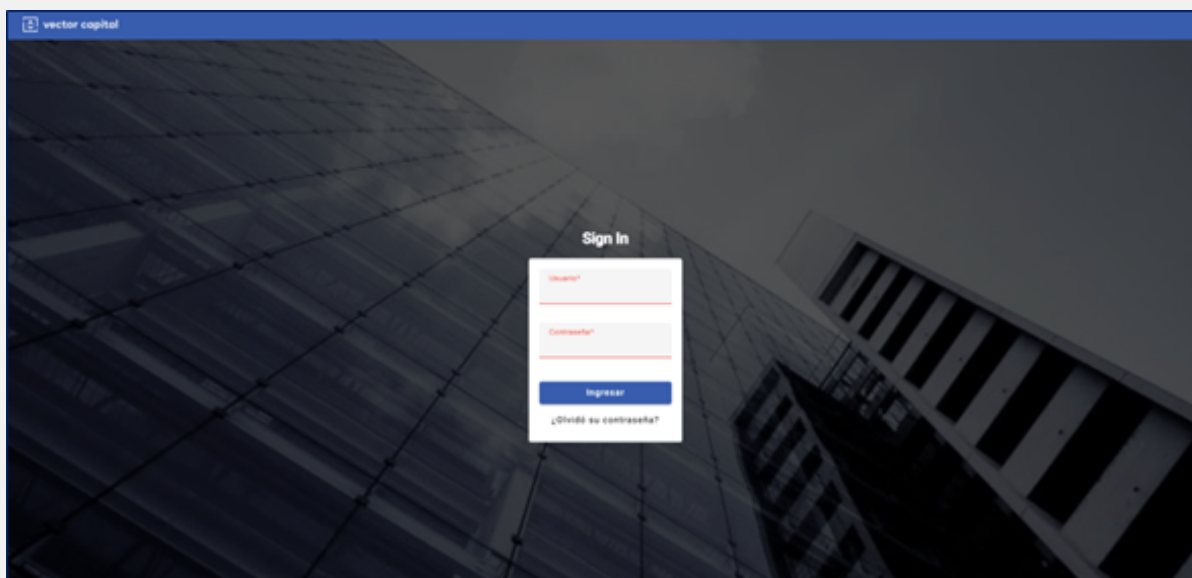 vector capital
Sign In
Usuario*
Contraseña*
Ingresar
¿Olvidó su contraseña?